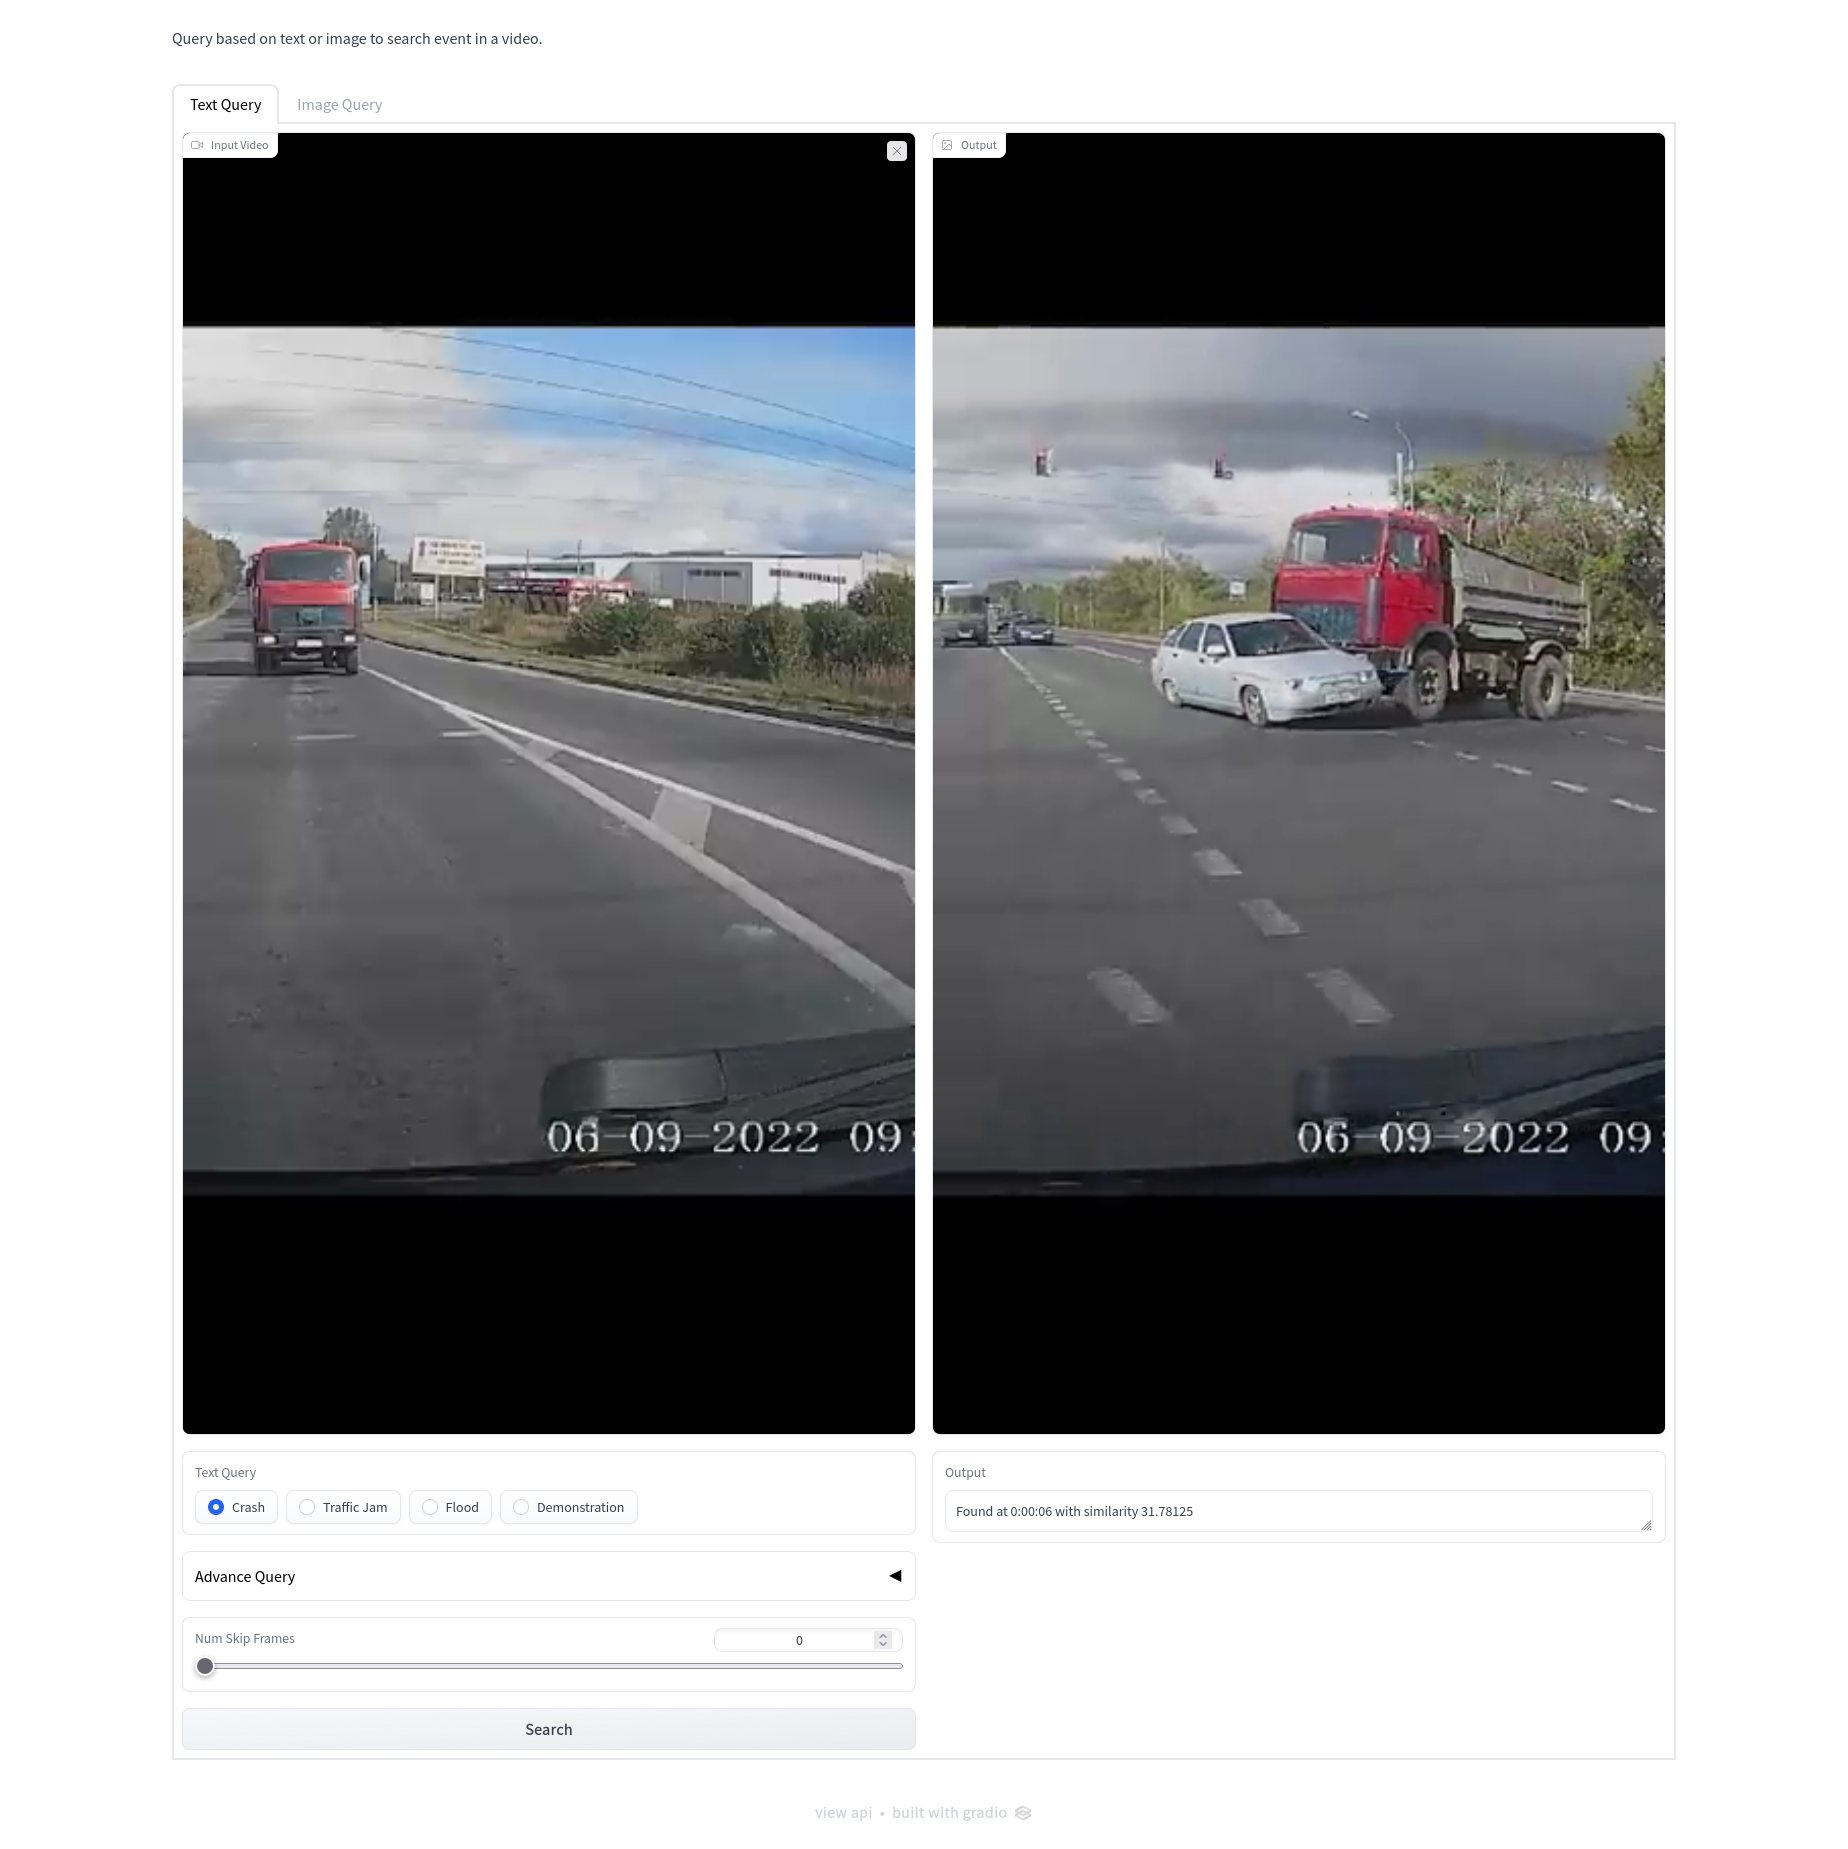 Query based on text or image to search event in a video.
Text Query
Image Query
Input Video
Output
06-09-2022 09:
06-09-2022 09:
Text Query
Crash
Traffic Jam
Flood
Demonstration
Output
Found at 0:00:06 with similarity 31.78125
Advance Query
Num Skip Frames
0
Search
view api • built with gradio